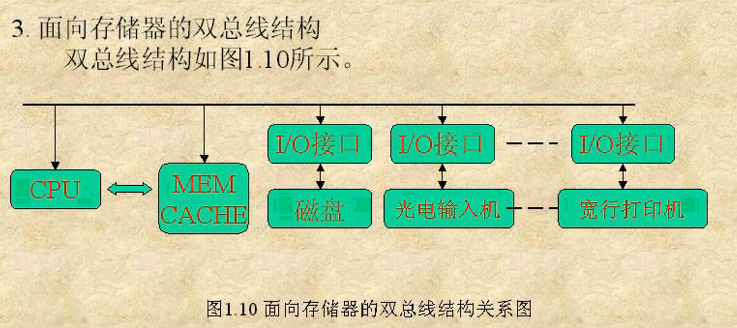 3. 面向存储器的双总线结构
双总线结构如图1.10所示。
I/O接口 I/O接口 I/O接口
CPU
MEM
CACHE
磁盘 光电输入机 宽行打印机
图1.10 面向存储器的双总线结构关系图